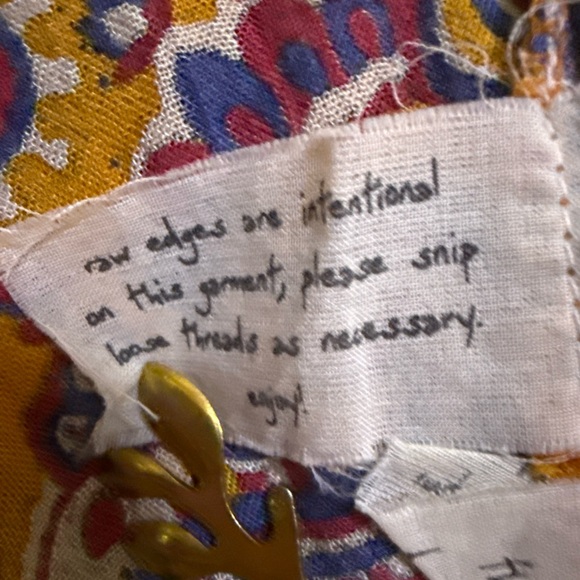 raw edges are intentional
on this garment, please snip
loose threads as necessary.
enjoy!